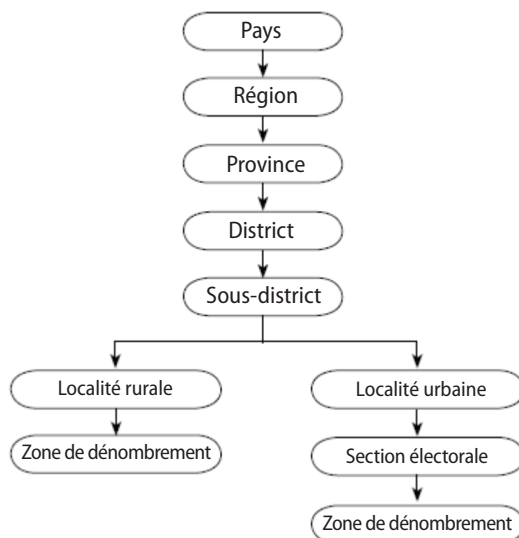 Pays
Région
Province
District
Sous-district
Localité rurale
Localité urbaine
Zone de dénombrement
Section électorale
Zone de dénombrement